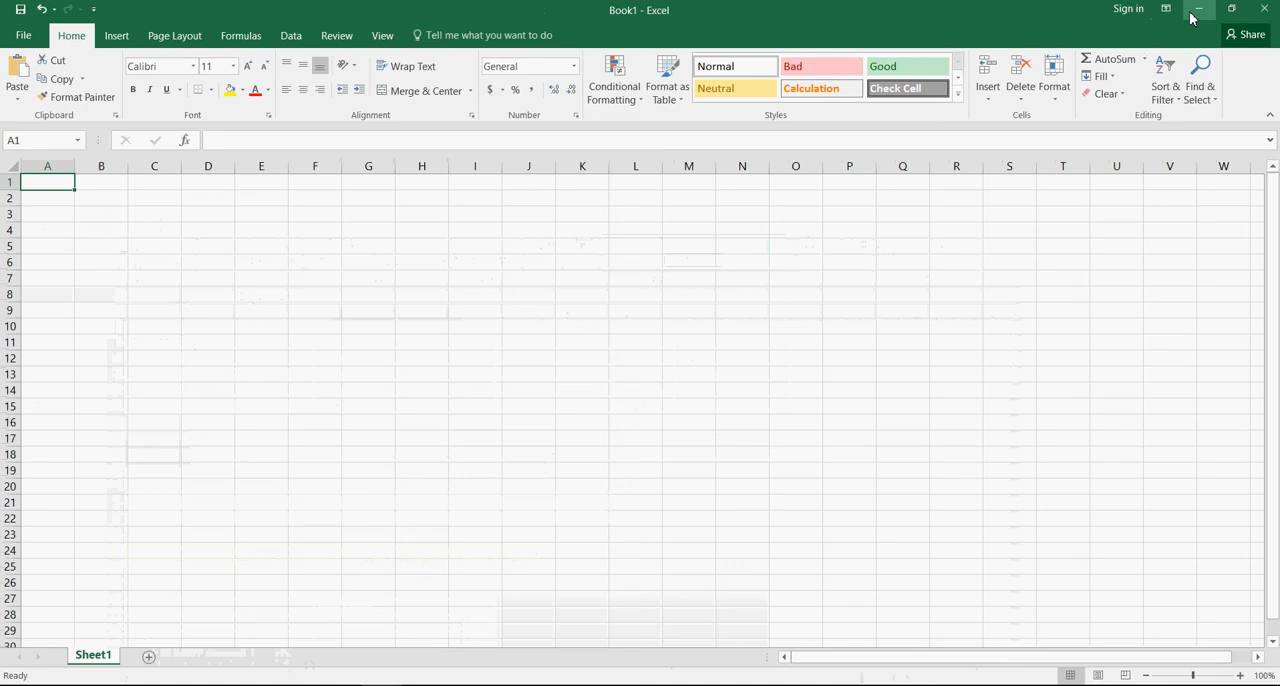 Book1 - Excel
Sign in
File Home Insert Page Layout Formulas Data Review View Tell me what you want to do Share
Paste Cut Copy Format Painter Clipboard
Calibri 11 B I U A Font
Wrap Text Merge & Center Alignment
General $ % , Number
Conditional Formatting Format as Table
Normal Bad Good
Neutral Calculation Check Cell
Styles
Insert Delete Format Cells
AutoSum Fill Clear
Sort & Filter Find & Select
Editing
A1 fx
A B C D E F G H I J K L M N O P Q R S T U V W
1
2
3
4
5
6
7
8
9
10
11
12
13
14
15
16
17
18
19
20
21
22
23
24
25
26
27
28
29
30
Sheet1
Ready 100%